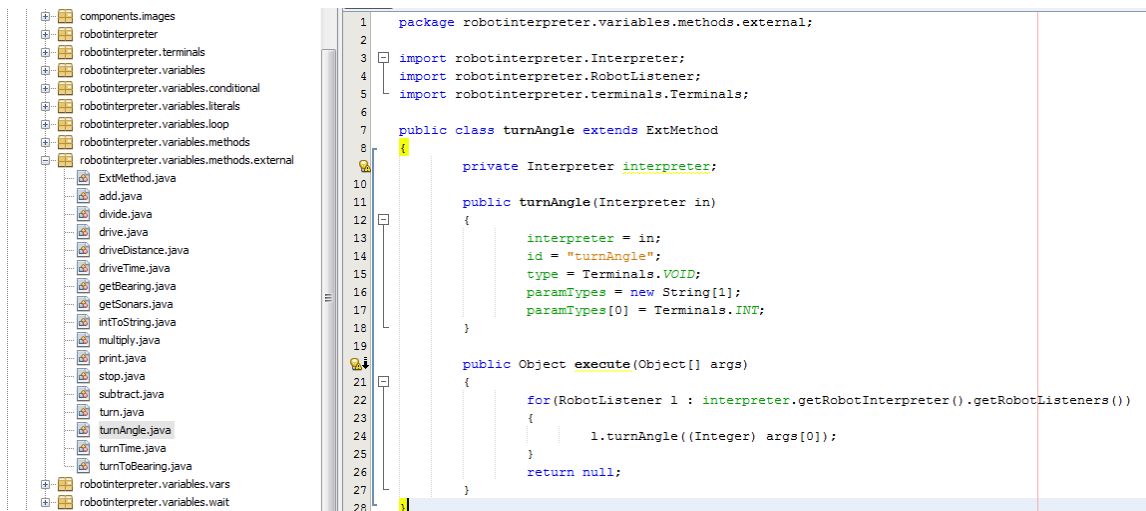 components.images
robotinterpreter
robotinterpreter.terminals
robotinterpreter.variables
robotinterpreter.variables.conditional
robotinterpreter.variables.literals
robotinterpreter.variables.loop
robotinterpreter.variables.methods
robotinterpreter.variables.methods.external
ExtMethod.java
add.java
divide.java
drive.java
driveDistance.java
driveTime.java
getBearing.java
getSonars.java
intToString.java
multiply.java
print.java
stop.java
subtract.java
turn.java
turnAngle.java
turnTime.java
turnToBearing.java
robotinterpreter.variables.vars
robotinterpreter.variables.wait
1 package robotinterpreter.variables.methods.external;
2
3 import robotinterpreter.Interpreter;
4 import robotinterpreter.RobotListener;
5 import robotinterpreter.terminals.Terminals;
6
7 public class turnAngle extends ExtMethod
8 {
private Interpreter interpreter;
10
11 public turnAngle(Interpreter in)
12 {
13 interpreter = in;
14 id = "turnAngle";
15 type = Terminals.VOID;
16 paramTypes = new String[1];
17 paramTypes[0] = Terminals.INT;
18 }
19
public Object execute(Object[] args)
21 {
22 for(RobotListener l : interpreter.getRobotInterpreter().getRobotListeners())
23 {
24 l.turnAngle((Integer) args[0]);
25 }
26 return null;
27 }
28 }